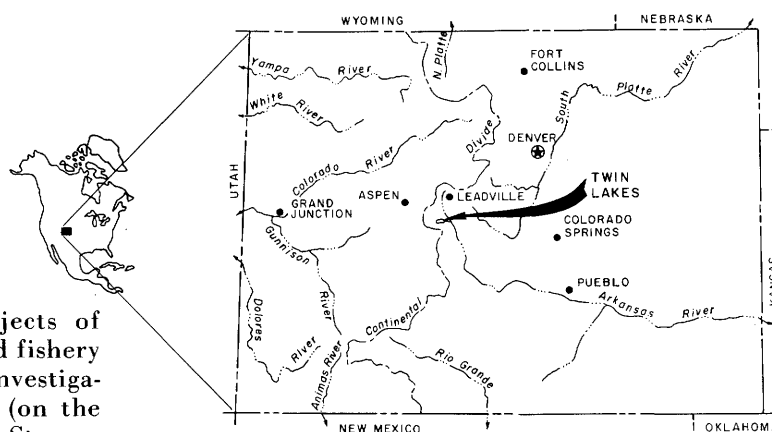 WYOMING
NEBRASKA
N. Platte
FORT
COLLINS
Yampa River
White River
South Platte River
Divide
DENVER
Colorado River
UTAH
TWIN
LAKES
ASPEN
LEADVILLE
GRAND
JUNCTION
Gunnison River
COLORADO
SPRINGS
PUEBLO
Arkansas River
KANSAS
Dolores River
Continental
Animas River
Rio Grande
NEW MEXICO
OKLAHOM
jects of
d fishery
nvestiga-
(on the